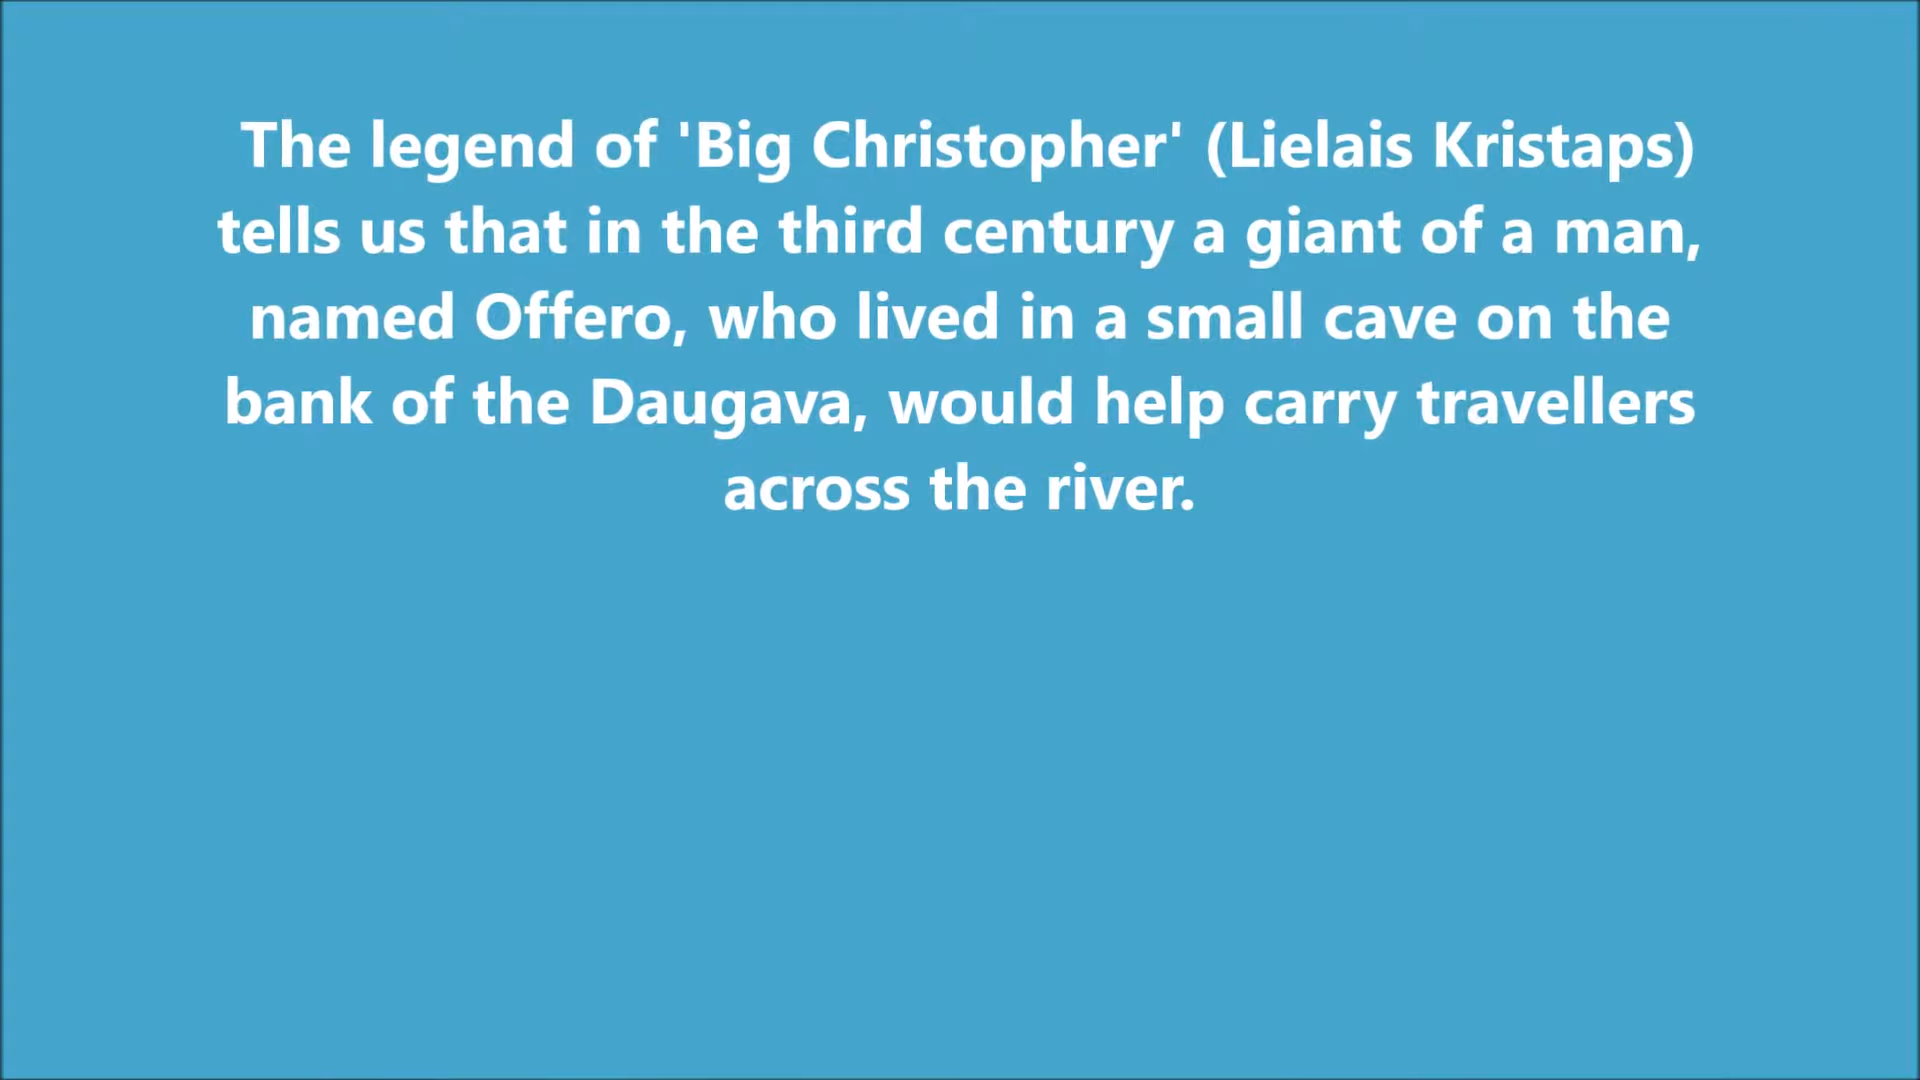 The legend of 'Big Christopher' (Lielais Kristaps)
tells us that in the third century a giant of a man,
named Offero, who lived in a small cave on the
bank of the Daugava, would help carry travellers
across the river.